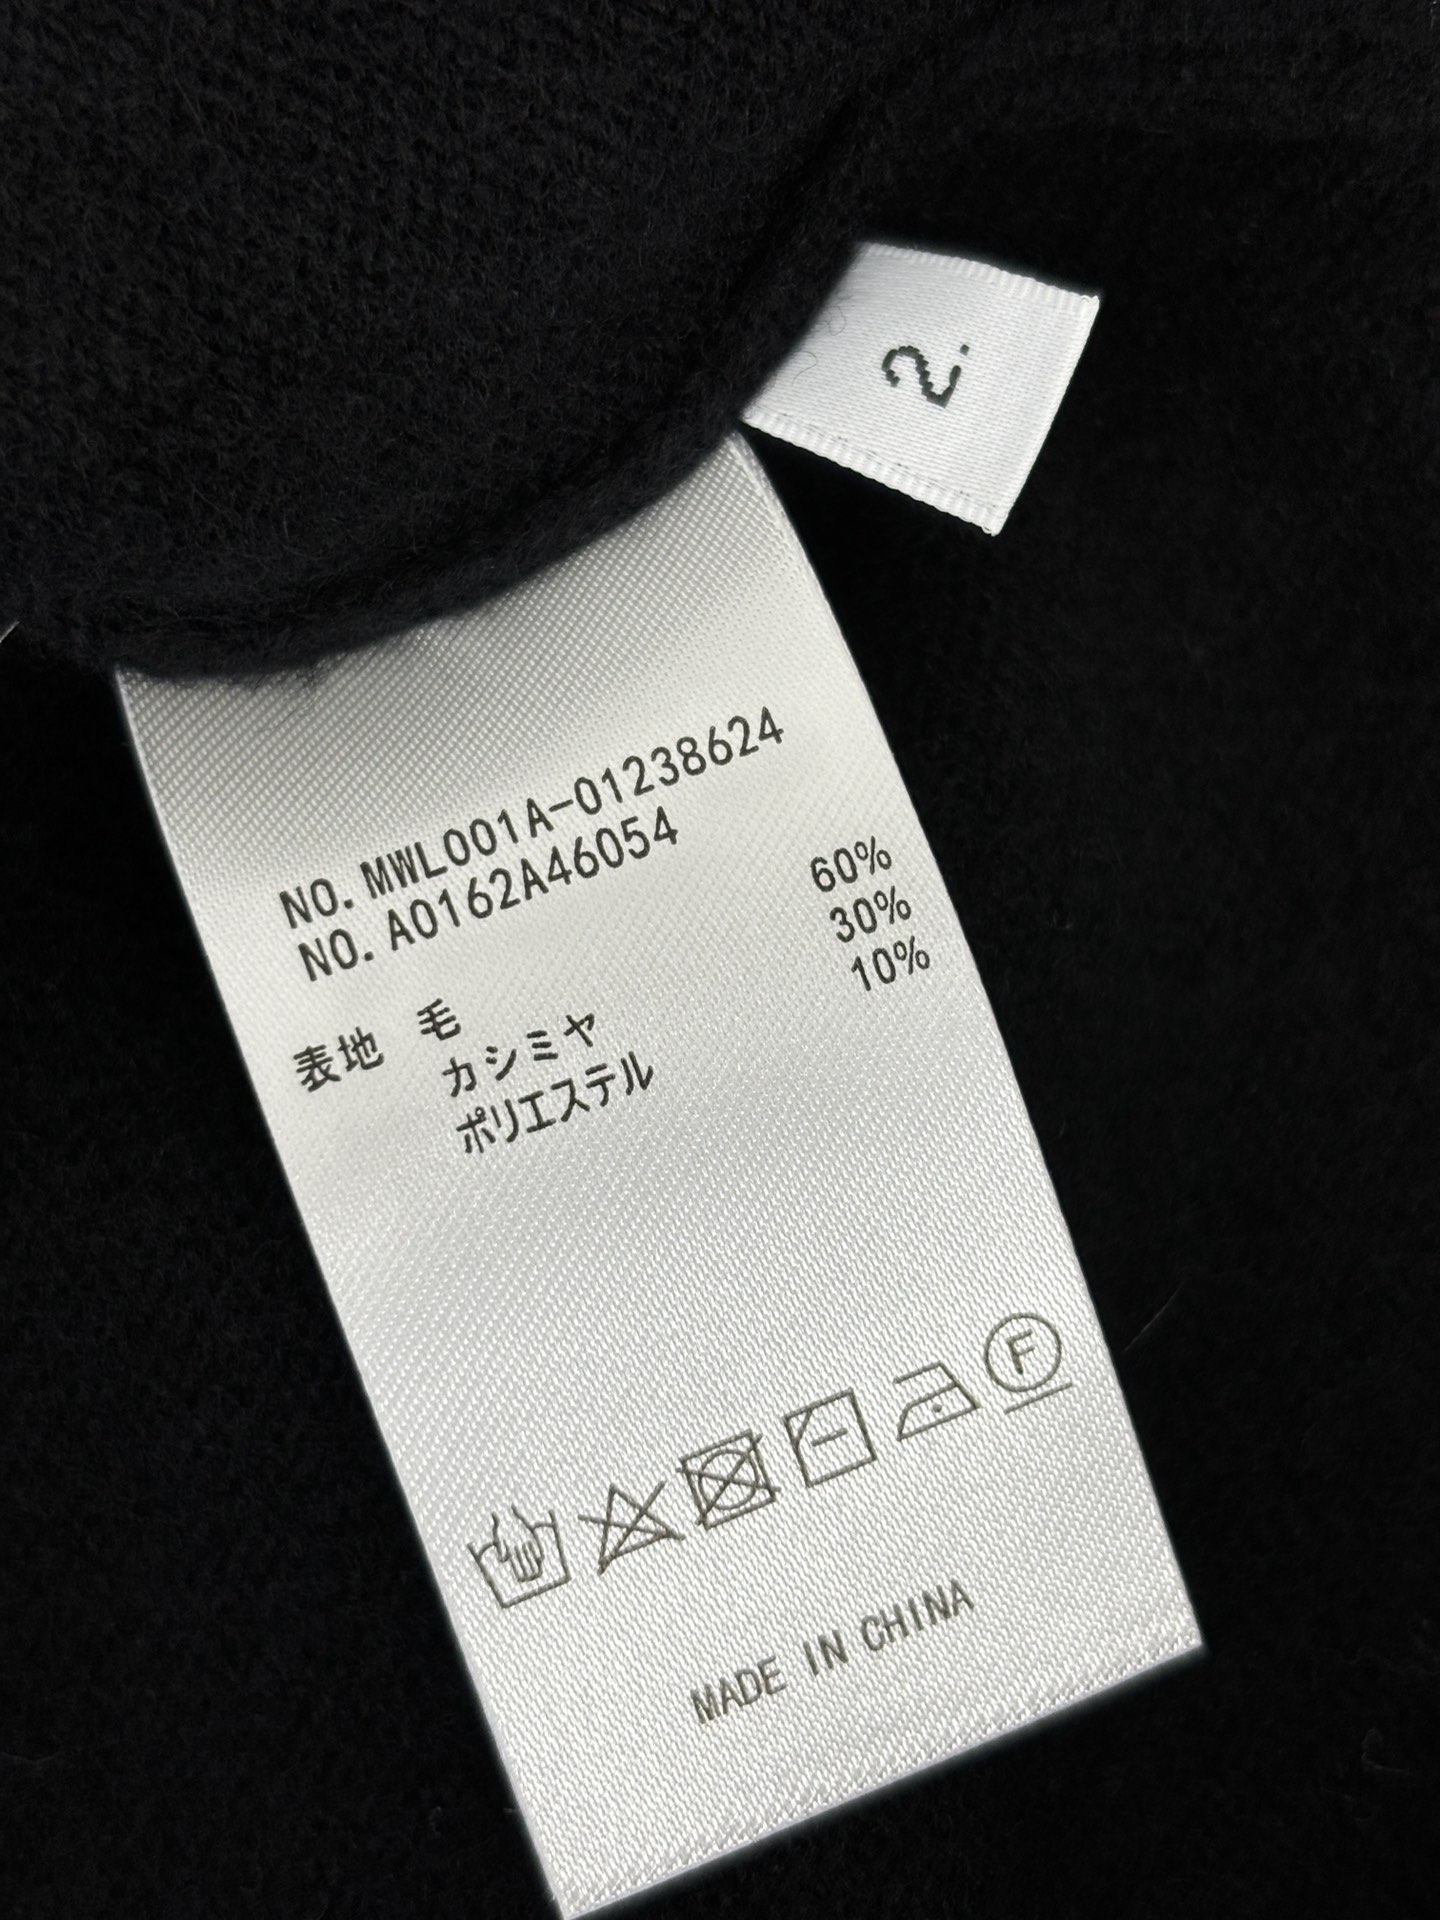 2.
NO. MWL001A-01238624
NO. A0162A46054
表地 毛 60%
カシミヤ 30%
ポリエステル 10%
F
MADE IN CHINA